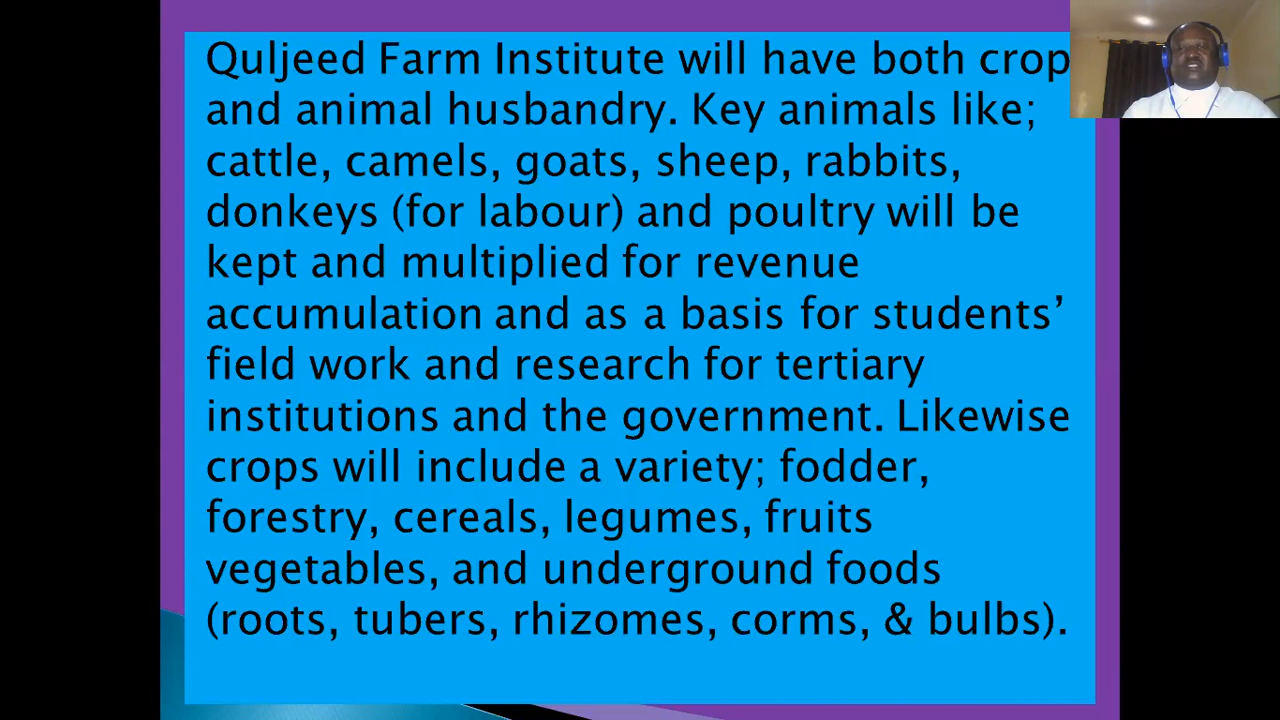 Quljeed Farm Institute will have both crop
and animal husbandry. Key animals like;
cattle, camels, goats, sheep, rabbits,
donkeys (for labour) and poultry will be
kept and multiplied for revenue
accumulation and as a basis for students’
field work and research for tertiary
institutions and the government. Likewise
crops will include a variety; fodder,
forestry, cereals, legumes, fruits
vegetables, and underground foods
(roots, tubers, rhizomes, corms, & bulbs).